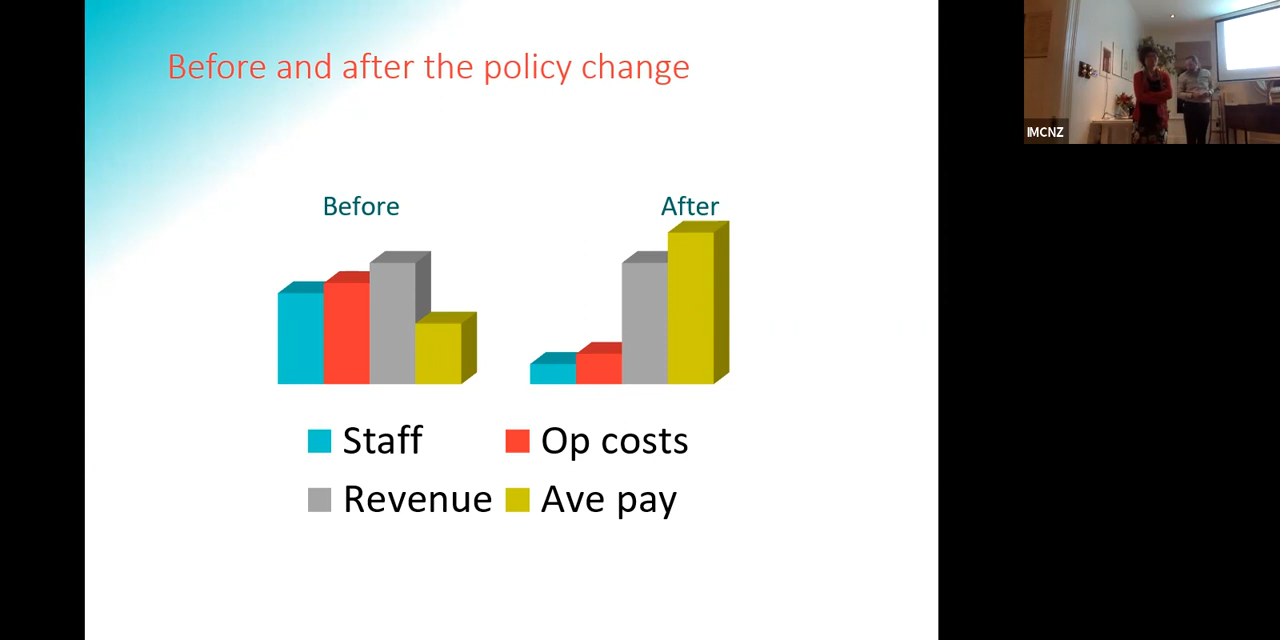 Before and after the policy change
IMCNZ
Before After
Staff Op costs
Revenue Ave pay